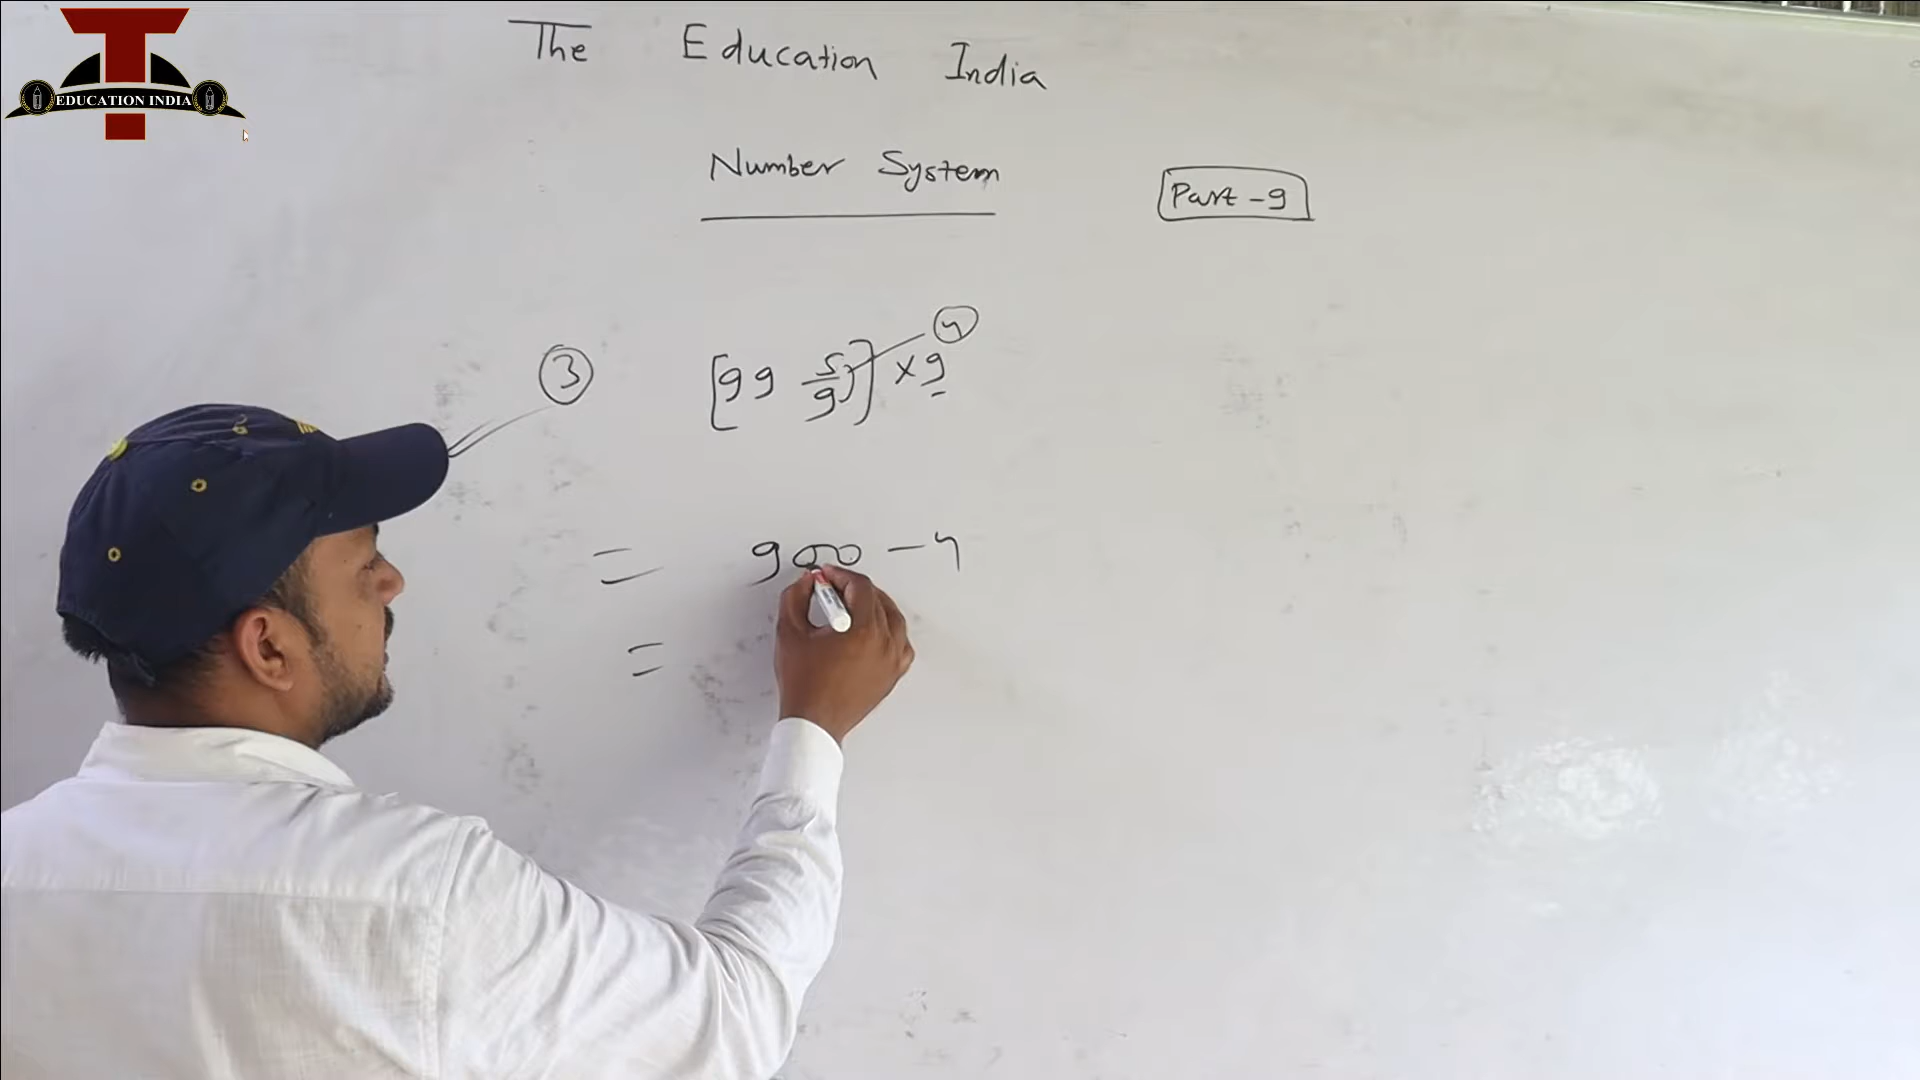 EDUCATION INDIA
The Education India
Number System
Part-9
4
3 [99 5/9] × 9
= 900 - 4
=